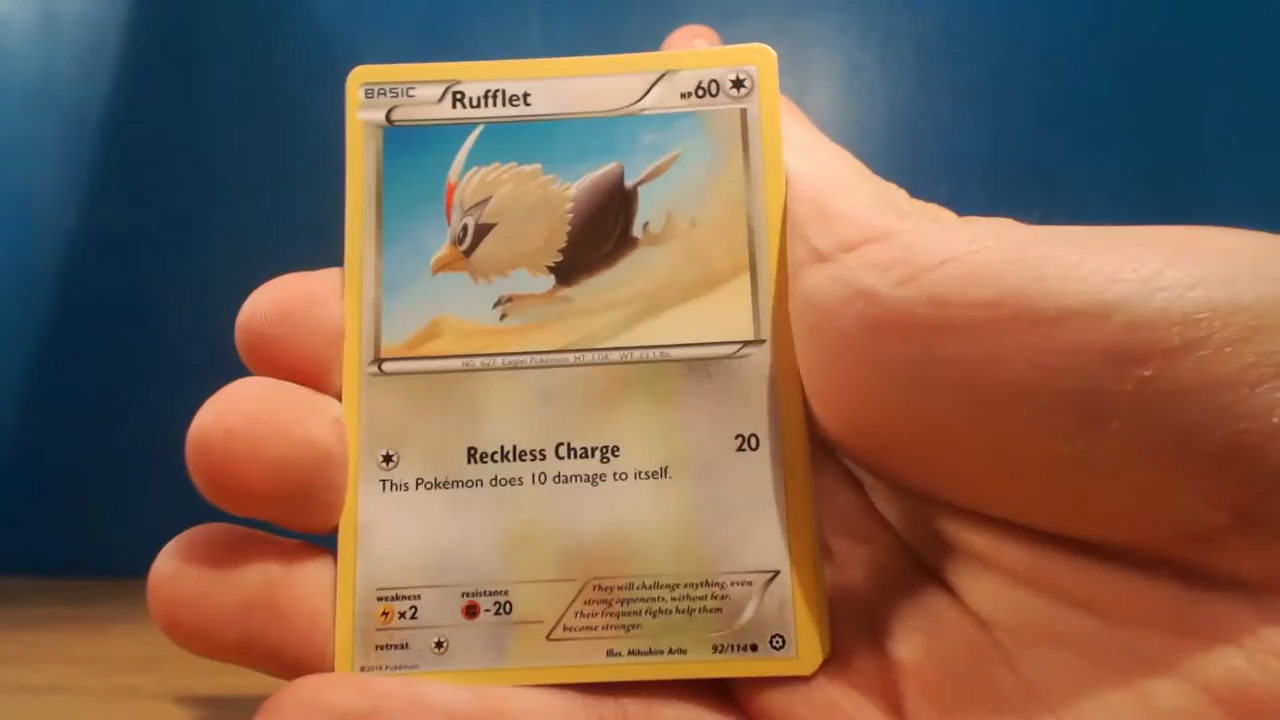 BASIC
Rufflet
HP60
NO. 627 Eaglet Pokémon HT. 1'08" WT. 23.1 lbs.
Reckless Charge 20
This Pokémon does 10 damage to itself.
weakness
×2
resistance
-20
They will challenge anything, even
strong opponents, without fear.
Their frequent fights help them
become stronger.
retreat
Illus. Mitsuhiro Arita
92/114
©2016 Pokémon